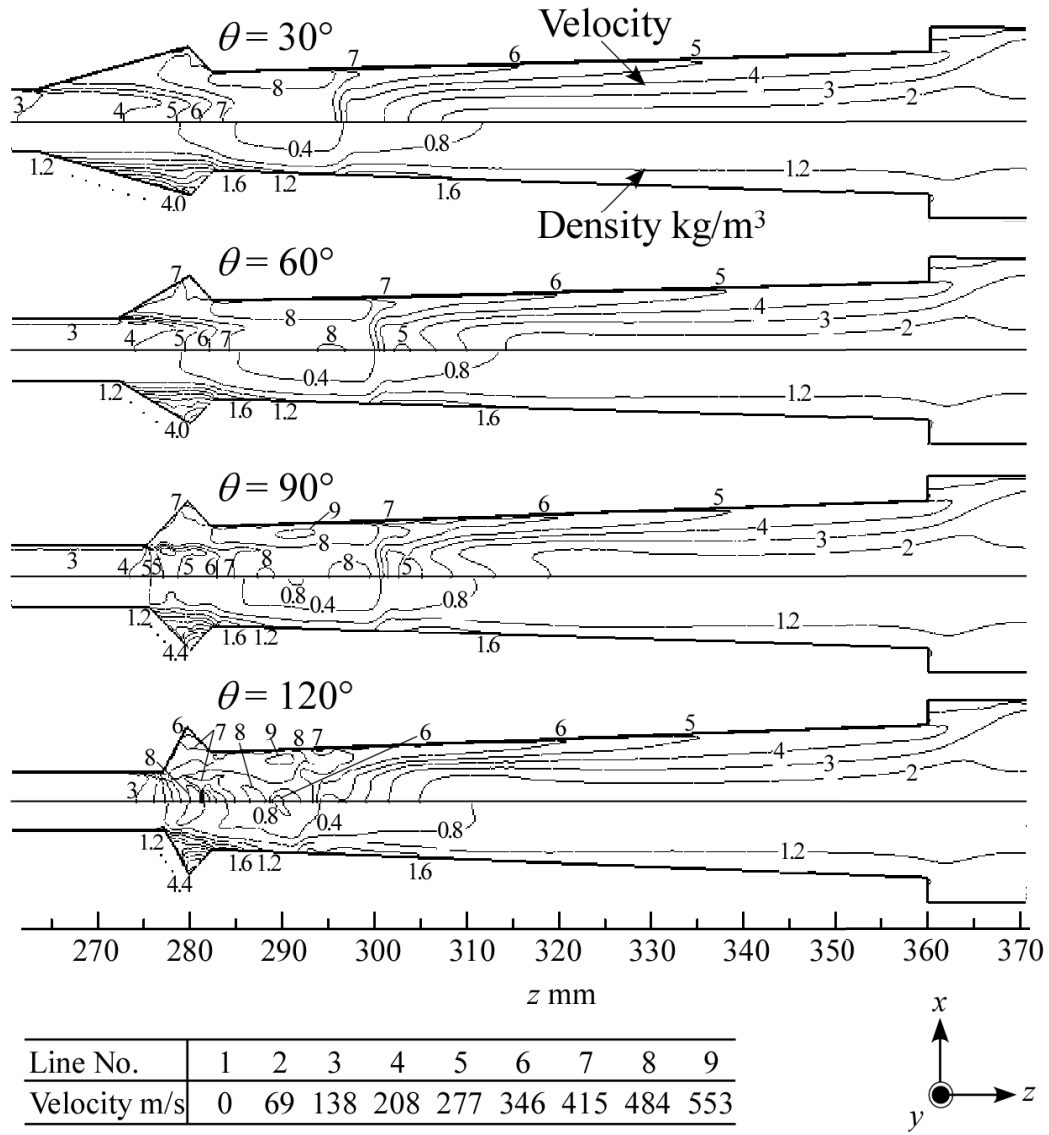 θ = 30°
Velocity
7 6 5
8 4
3 4 5 6 7 3 2
0.4 0.8
1.2 1.6 1.2 1.6 1.2
4.0
Density kg/m³
θ = 60°
7 7 6 5
8 4
3 4 5 6 7 8 5 3 2
0.4 0.8
1.2 1.6 1.2 1.6 1.2
4.0
θ = 90°
7 9 7 6 5
8 4
3 4 5 5 5 6 7 8 8 5 3 2
0.8 0.4 0.8
1.2 1.6 1.2 1.6 1.2
4.4
θ = 120°
6 7 8 9 8 7 6 6 5
8 4
3 3 2
0.8 0.4 0.8
1.2 1.6 1.2 1.6 1.2
4.4
270 280 290 300 310 320 330 340 350 360 370
z mm
Line No. 1 2 3 4 5 6 7 8 9
Velocity m/s 0 69 138 208 277 346 415 484 553
x
y
z